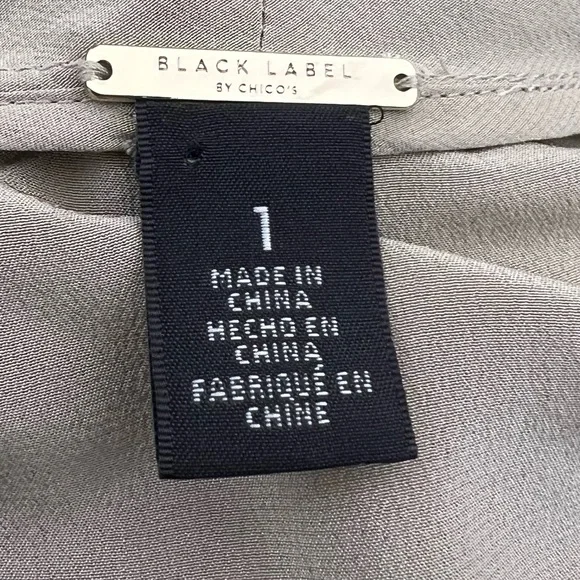 BLACK LABEL
BY CHICO'S
1
MADE IN
CHINA
HECHO EN
CHINA
FABRIQUÉ EN
CHINE